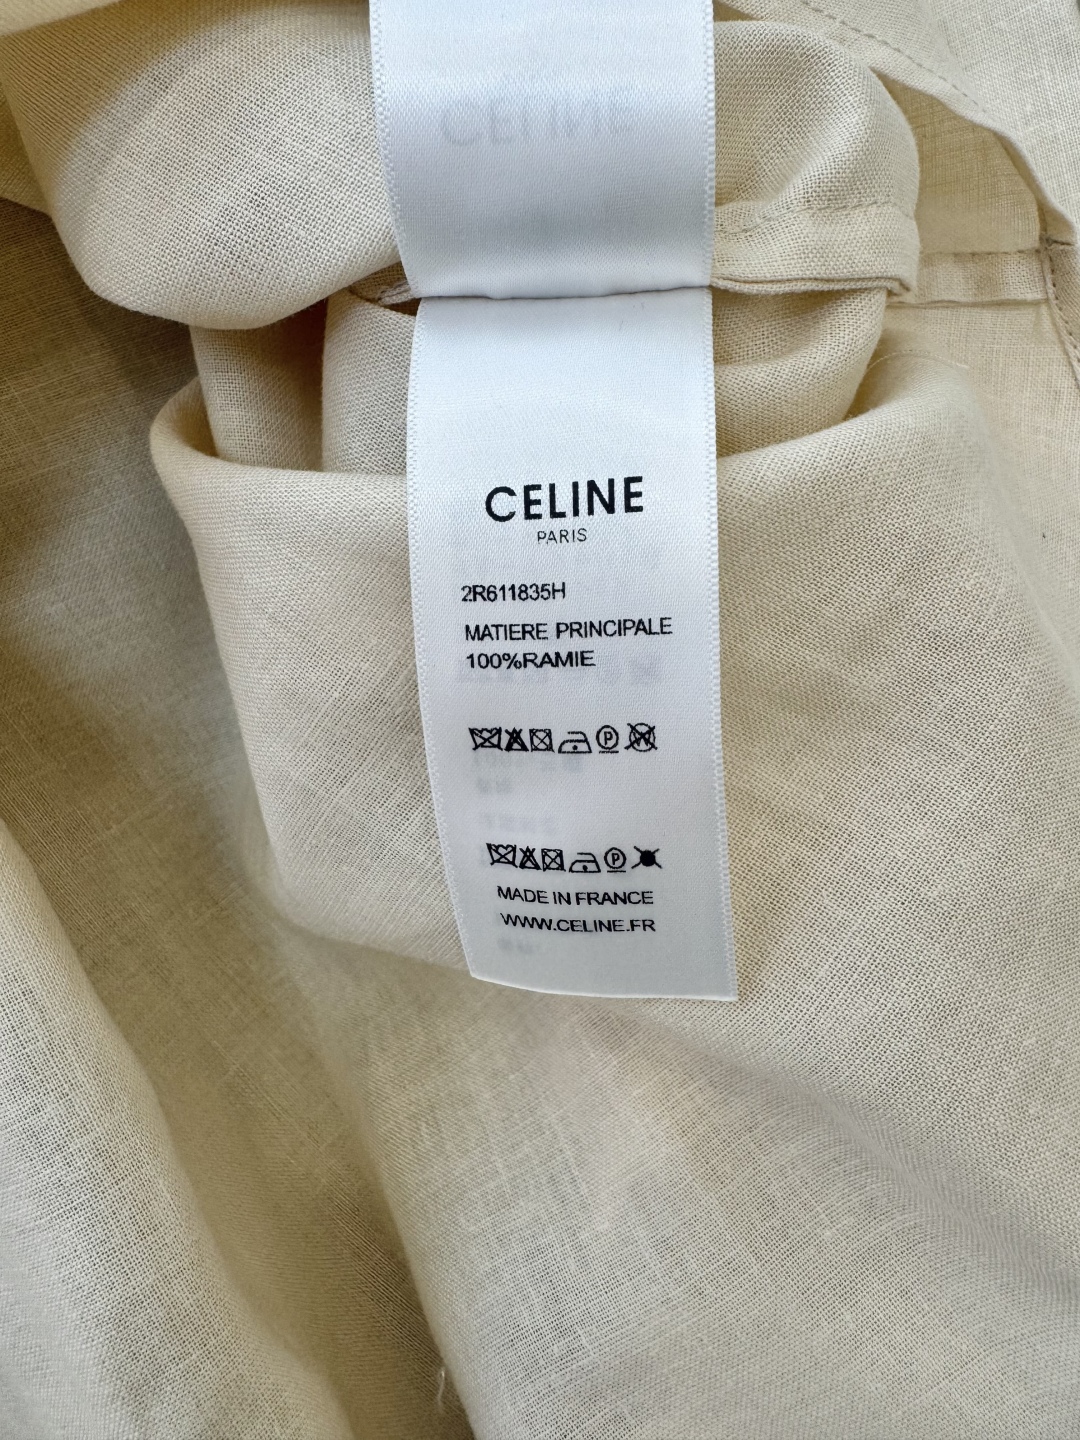 CELINE
PARIS
2R611835H
MATIERE PRINCIPALE
100%RAMIE
MADE IN FRANCE
WWW.CELINE.FR